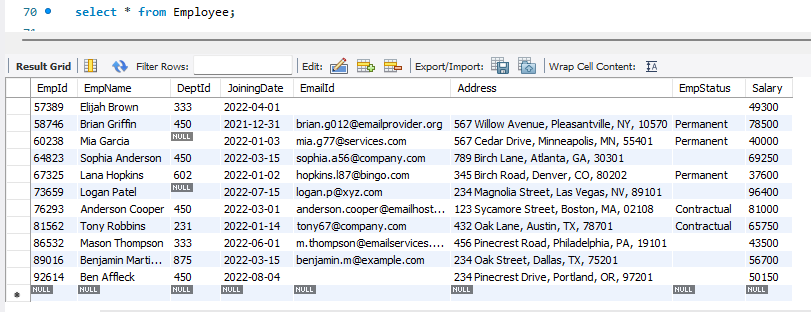 70 select * from Employee;
Result Grid Filter Rows: Edit: Export/Import: Wrap Cell Content:
EmpId EmpName DeptId JoiningDate EmailId Address EmpStatus Salary
57389 Elijah Brown 333 2022-04-01 49300
58746 Brian Griffin 450 2021-12-31 brian.g012@emailprovider.org 567 Willow Avenue, Pleasantville, NY, 10570 Permanent 78500
60238 Mia Garcia NULL 2022-01-03 mia.g77@services.com 567 Cedar Drive, Minneapolis, MN, 55401 Permanent 40000
64823 Sophia Anderson 450 2022-03-15 sophia.a56@company.com 789 Birch Lane, Atlanta, GA, 30301 69250
67325 Lana Hopkins 602 2022-01-02 hopkins.l87@bingo.com 345 Birch Road, Denver, CO, 80202 Permanent 37600
73659 Logan Patel NULL 2022-07-15 logan.p@xyz.com 234 Magnolia Street, Las Vegas, NV, 89101 96400
76293 Anderson Cooper 450 2022-03-01 anderson.cooper@emailhost... 123 Sycamore Street, Boston, MA, 02108 Contractual 81000
81562 Tony Robbins 231 2022-01-14 tony67@company.com 432 Oak Lane, Austin, TX, 78701 Contractual 65750
86532 Mason Thompson 333 2022-06-01 m.thompson@emailservices.... 456 Pinecrest Road, Philadelphia, PA, 19101 43500
89016 Benjamin Marti... 875 2022-03-15 benjamin.m@example.com 234 Oak Street, Dallas, TX, 75201 56700
92614 Ben Affleck 450 2022-08-04 234 Pinecrest Drive, Portland, OR, 97201 50150
NULL NULL NULL NULL NULL NULL NULL NULL